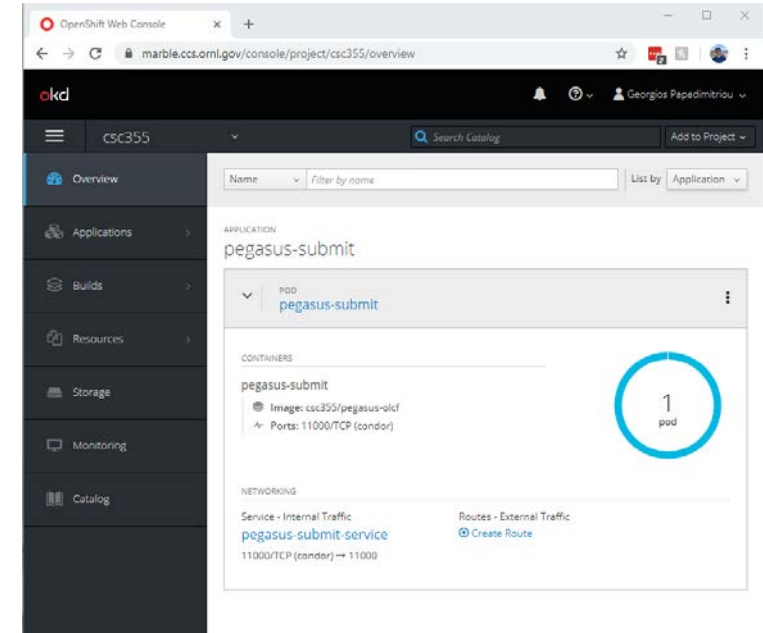 OpenShift Web Console
marble.ccs.ornl.gov/console/project/csc355/overview
2
okd
Georgios Papadimitriou
csc355
Search Catalog
Add to Project
Overview
Applications
Builds
Resources
Storage
Monitoring
Catalog
Name
Filter by name
List by
Application
APPLICATION
pegasus-submit
POD
pegasus-submit
CONTAINERS
pegasus-submit
Image: csc355/pegasus-olcf
Ports: 11000/TCP (condor)
1
pod
NETWORKING
Service - Internal Traffic
pegasus-submit-service
11000/TCP (condor) → 11000
Routes - External Traffic
Create Route